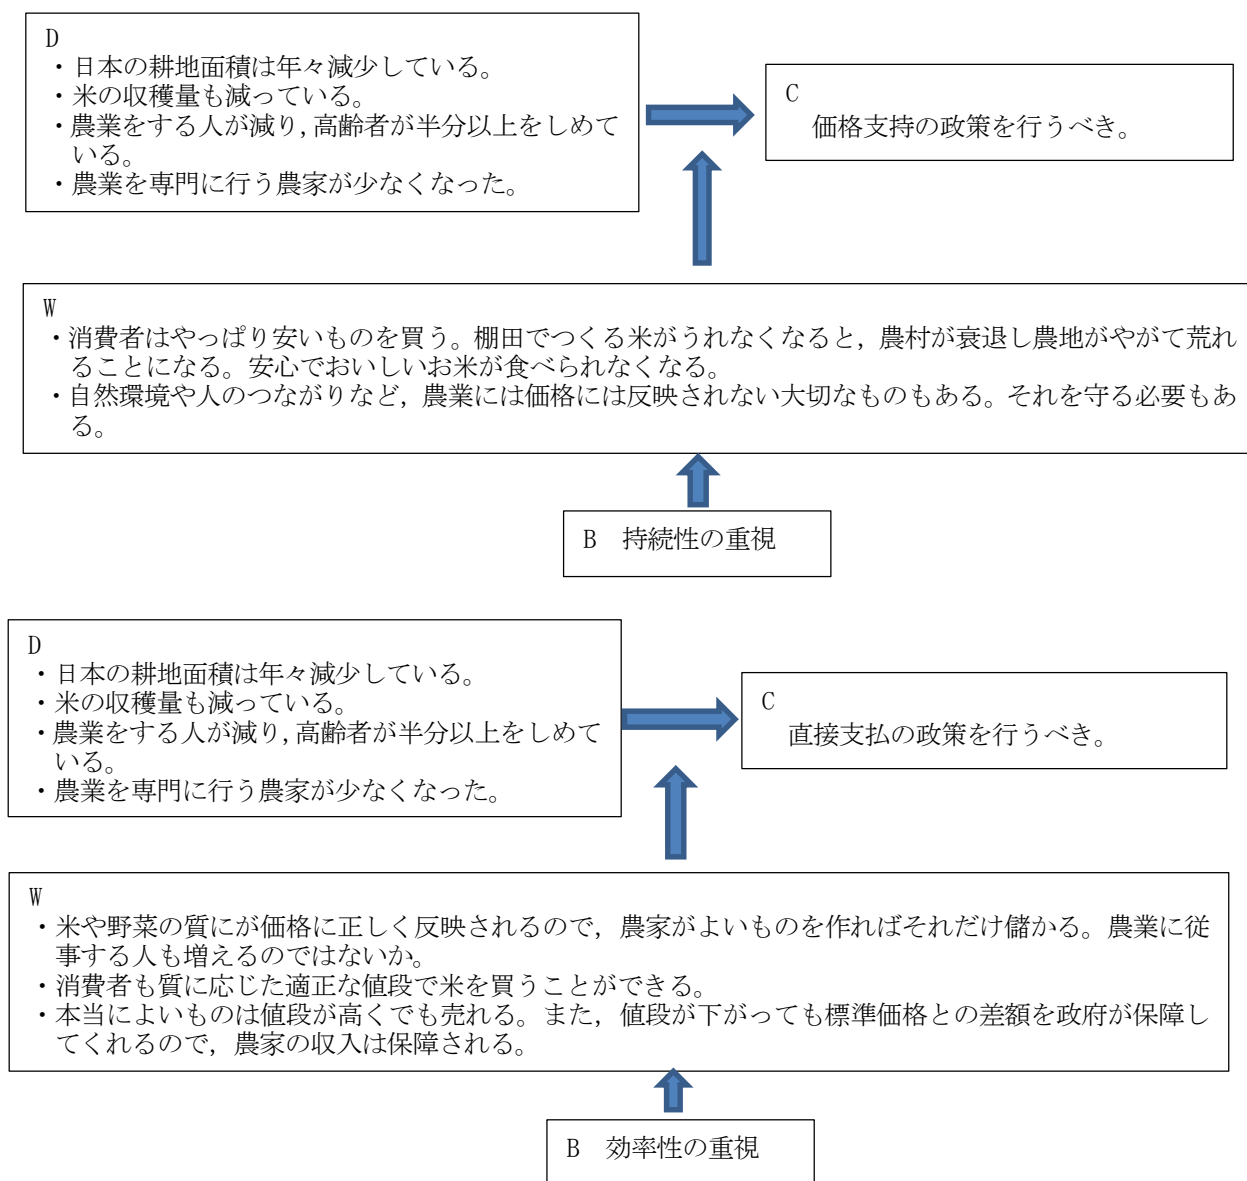 D
・日本の耕地面積は年々減少している。
・米の収穫量も減っている。
・農業をする人が減り，高齢者が半分以上をしめて
いる。
・農業を専門に行う農家が少なくなった。
C
価格支持の政策を行うべき。
W
・消費者はやっぱり安いものを買う。棚田でつくる米がうれなくなると，農村が衰退し農地がやがて荒れ
ることになる。安心でおいしいお米が食べられなくなる。
・自然環境や人のつながりなど，農業には価格には反映されない大切なものもある。それを守る必要もあ
る。
B　持続性の重視
D
・日本の耕地面積は年々減少している。
・米の収穫量も減っている。
・農業をする人が減り，高齢者が半分以上をしめて
いる。
・農業を専門に行う農家が少なくなった。
C
直接支払の政策を行うべき。
W
・米や野菜の質にが価格に正しく反映されるので，農家がよいものを作ればそれだけ儲かる。農業に従
事する人も増えるのではないか。
・消費者も質に応じた適正な値段で米を買うことができる。
・本当によいものは値段が高くでも売れる。また，値段が下がっても標準価格との差額を政府が保障し
てくれるので，農家の収入は保障される。
B　効率性の重視